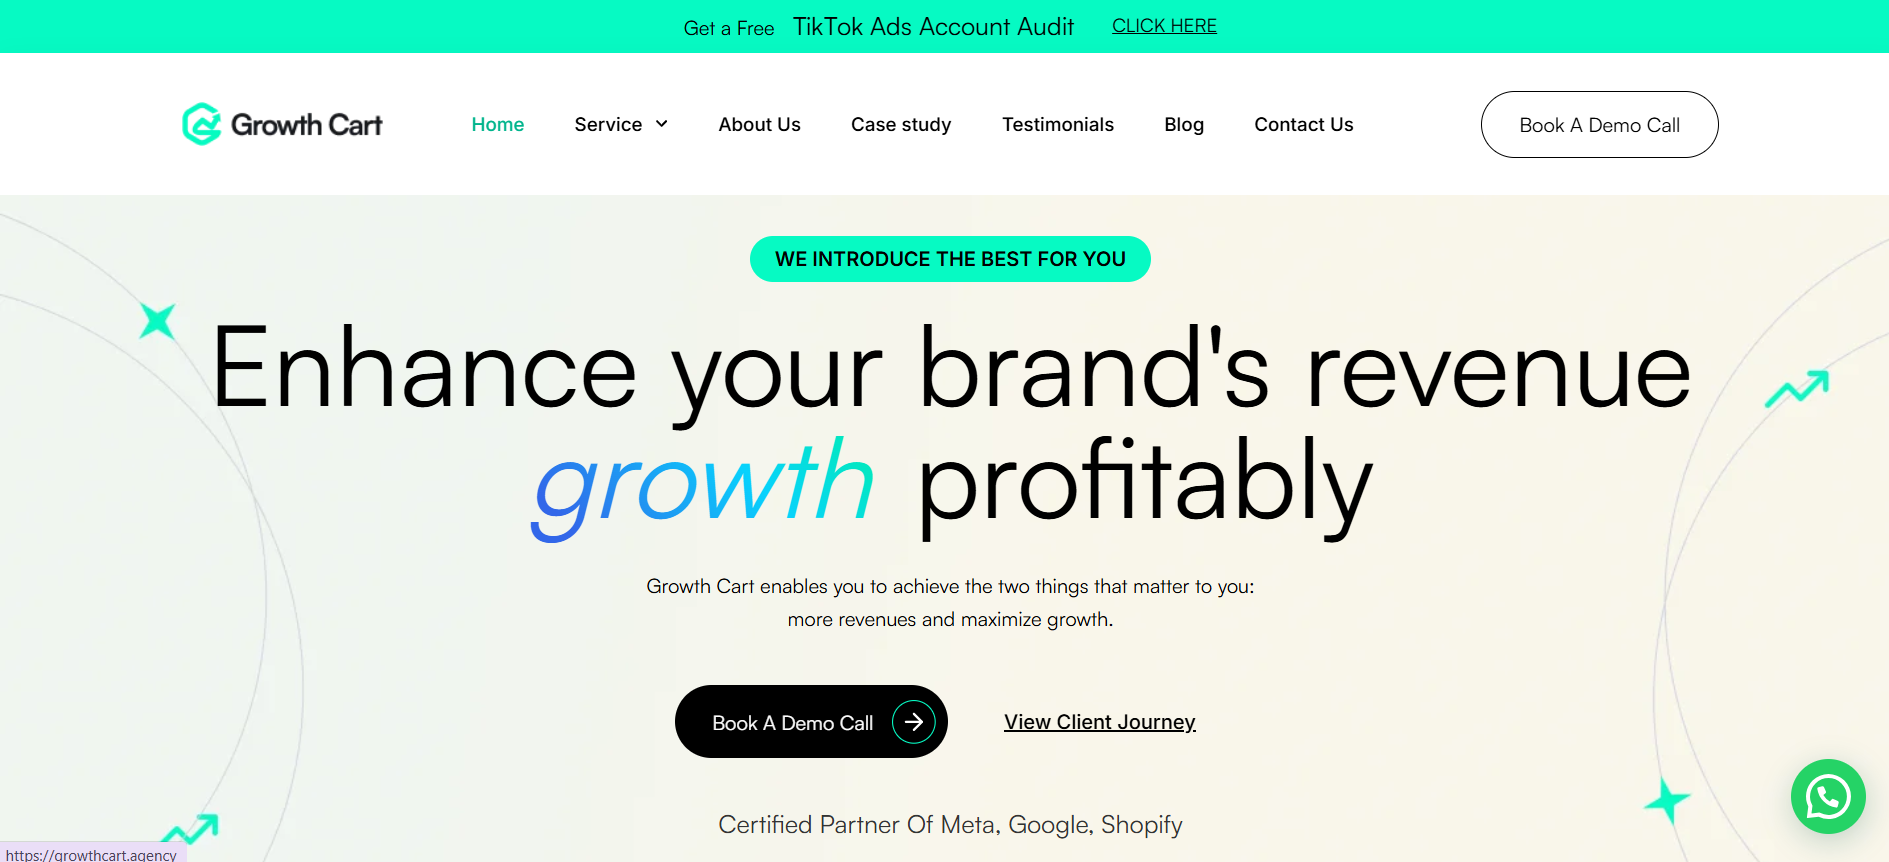 Get a Free TikTok Ads Account Audit CLICK HERE
Growth Cart Home Service About Us Case study Testimonials Blog Contact Us Book A Demo Call
WE INTRODUCE THE BEST FOR YOU
Enhance your brand's revenue
growth profitably
Growth Cart enables you to achieve the two things that matter to you:
more revenues and maximize growth.
Book A Demo Call View Client Journey
Certified Partner Of Meta, Google, Shopify
https://growthcart.agency